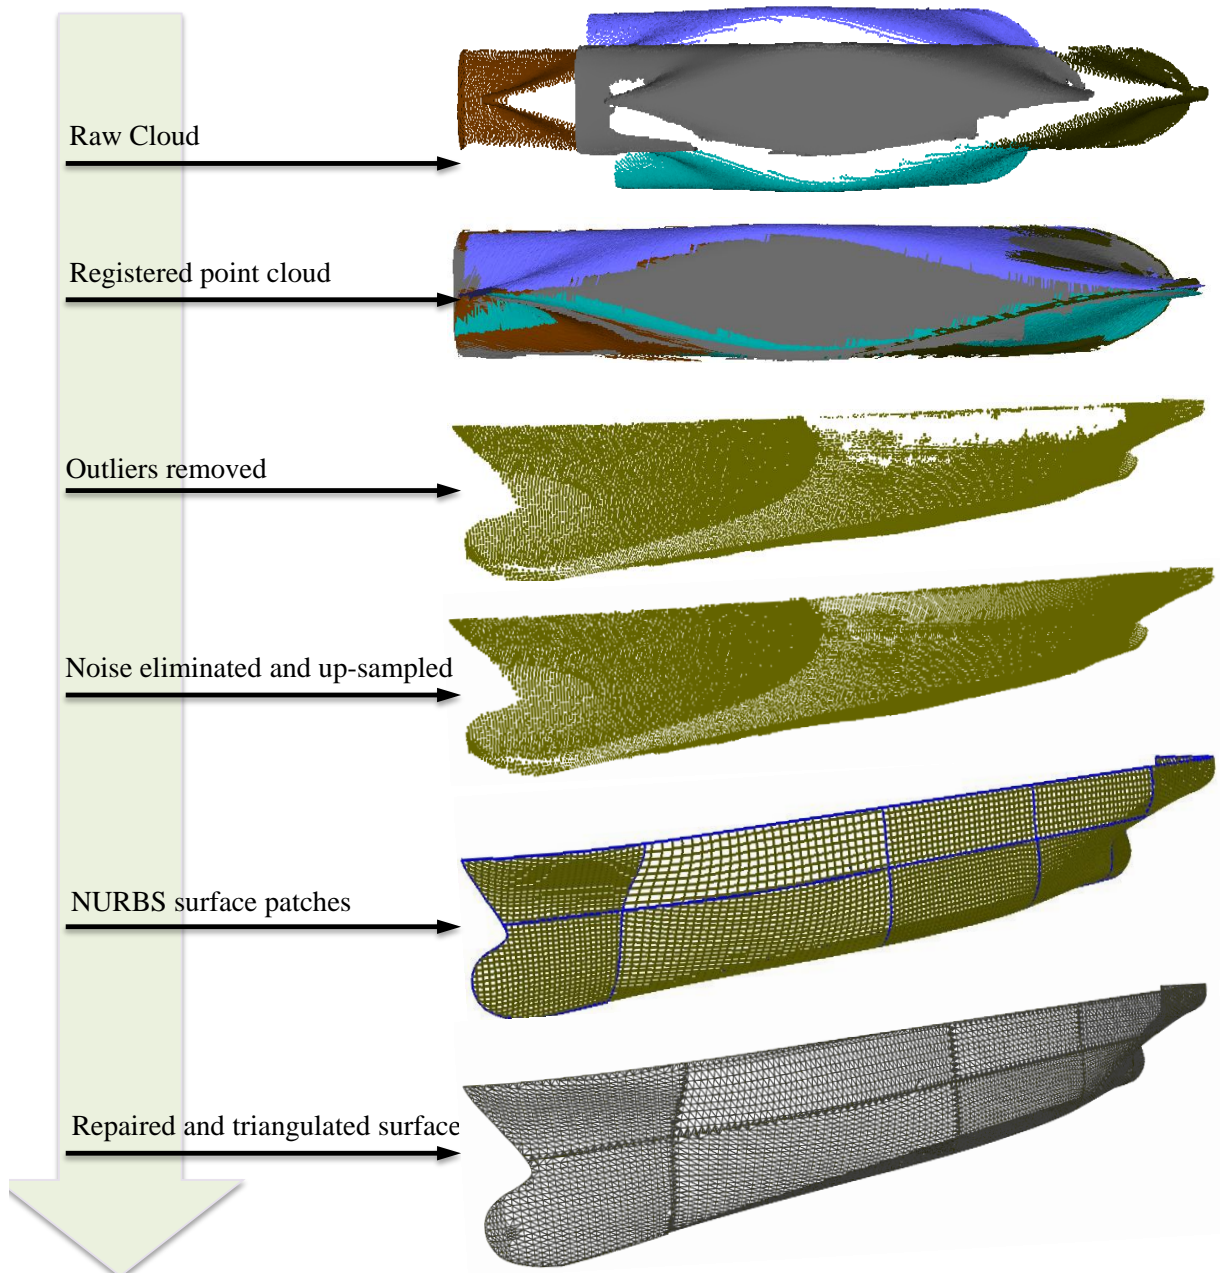 Raw Cloud
Registered point cloud
Outliers removed
Noise eliminated and up-sampled
NURBS surface patches
Repaired and triangulated surface